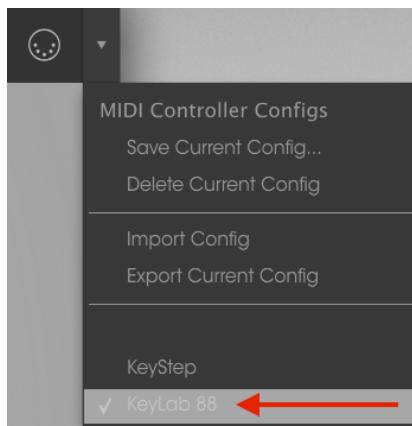 MIDI Controller Configs
Save Current Config...
Delete Current Config
Import Config
Export Current Config
KeyStep
✓ KeyLab 88